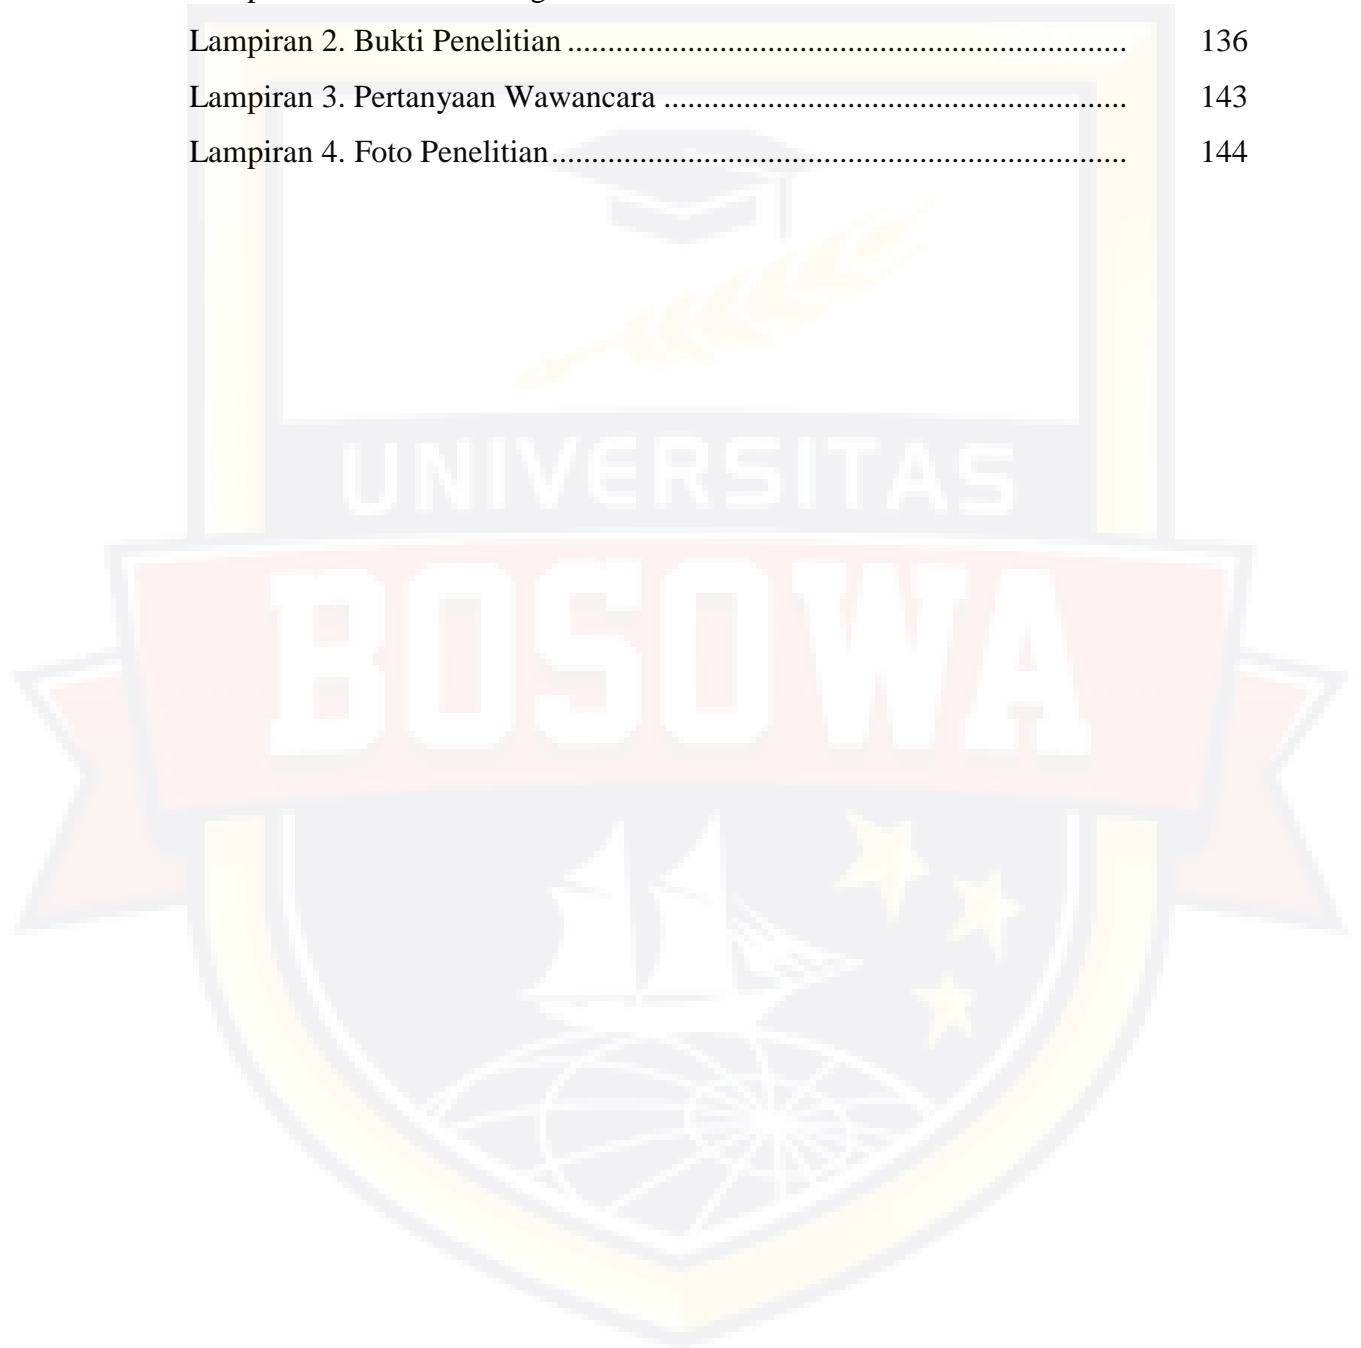 Lampiran 2. Bukti Penelitian ..................................................................... 136
Lampiran 3. Pertanyaan Wawancara ......................................................... 143
Lampiran 4. Foto Penelitian....................................................................... 144
UNIVERSITAS
BOSOWA